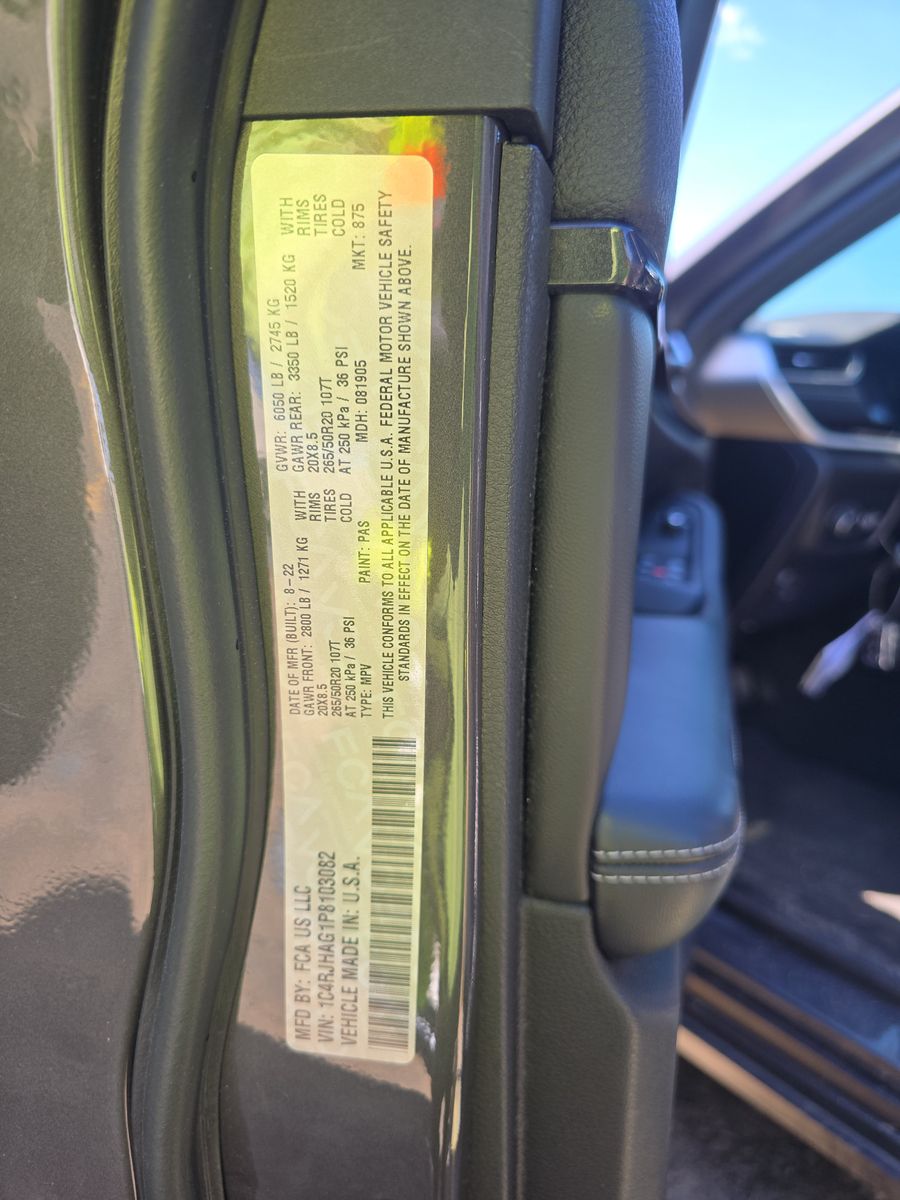 MFD BY: FCA US LLC
VIN: 1C4RJHAG1P8103082
VEHICLE MADE IN: U.S.A.
DATE OF MFR (BUILT): 8-22
GVWR: 6050 LB / 2745 KG
GAWR FRONT: 2800 LB / 1271 KG WITH
GAWR REAR: 3350 LB / 1520 KG WITH
20X8.5 RIMS
20X8.5 RIMS
265/50R20 107T TIRES
265/50R20 107T TIRES
AT 250 kPa / 36 PSI COLD
AT 250 kPa / 36 PSI COLD
TYPE: MPV PAINT: PAS MDH: 081905 MKT: 875
THIS VEHICLE CONFORMS TO ALL APPLICABLE U.S.A. FEDERAL MOTOR VEHICLE SAFETY
STANDARDS IN EFFECT ON THE DATE OF MANUFACTURE SHOWN ABOVE.